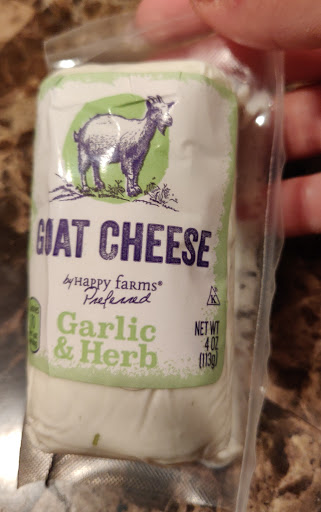 GOAT CHEESE
by HAPPY farms®
Preferred
Garlic
& Herb
NET WT
4 OZ
(113g)
K